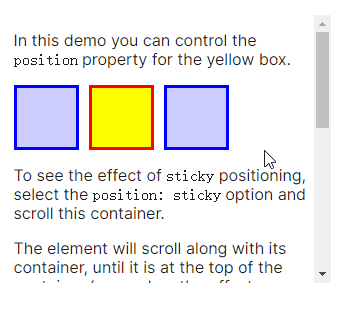 In this demo you can control the
position property for the yellow box.
To see the effect of sticky positioning,
select the position: sticky option and
scroll this container.
The element will scroll along with its
container, until it is at the top of the